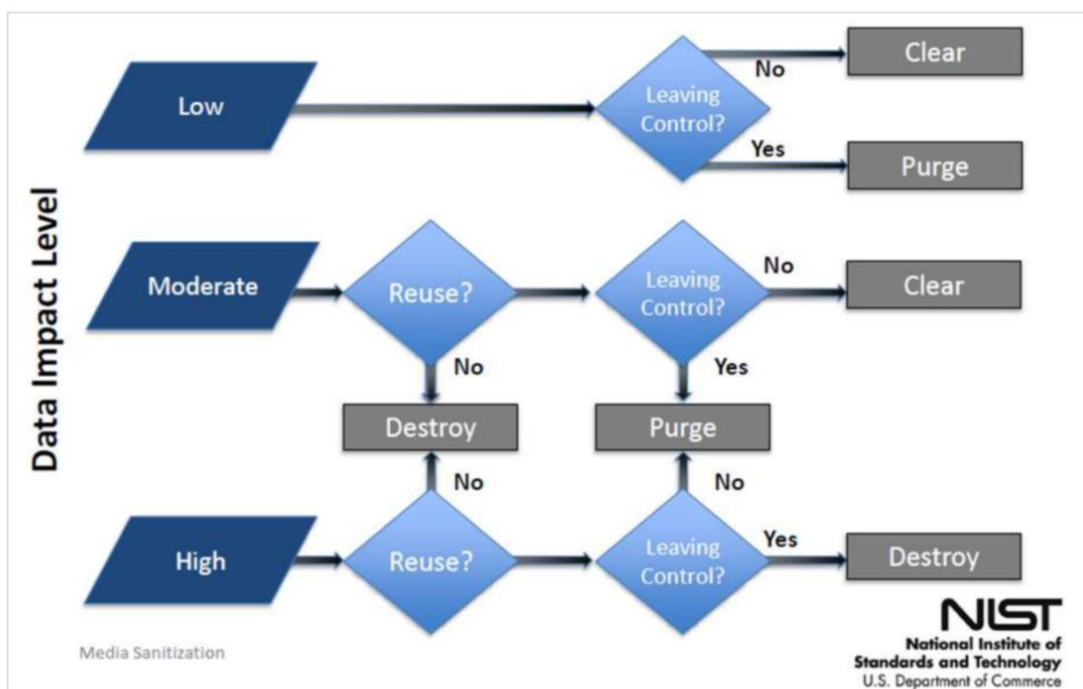 Data Impact Level
Low
Leaving
Control?
No
Clear
Yes
Purge
Moderate
Reuse?
Leaving
Control?
No
Clear
No
Yes
Destroy
Purge
No
No
High
Reuse?
Leaving
Control?
Yes
Destroy
Media Sanitization
NIST
National Institute of
Standards and Technology
U.S. Department of Commerce